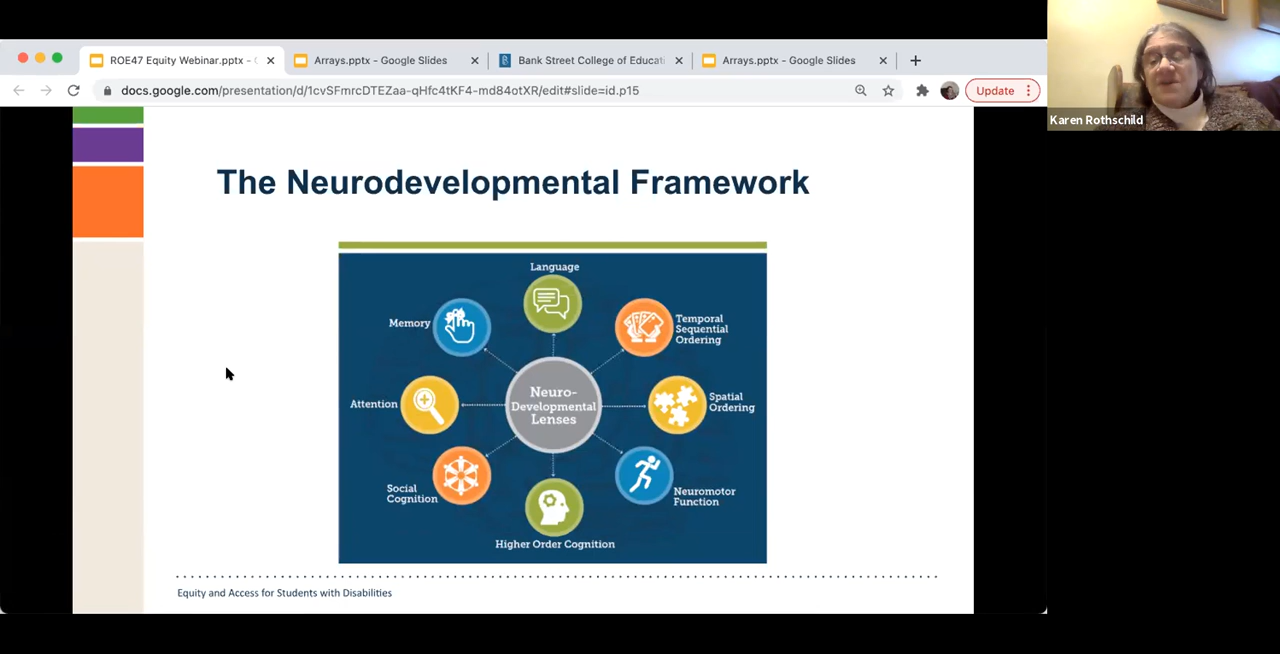 ROE47 Equity Webinar.pptx -
Arrays.pptx - Google Slides
Bank Street College of Educati
Arrays.pptx - Google Slides
docs.google.com/presentation/d/1cvSFmrcDTEZaa-qHfc4tKF4-md84otXR/edit#slide=id.p15
Update
Karen Rothschild
The Neurodevelopmental Framework
Language
Memory
Temporal
Sequential
Ordering
Attention
Neuro-
Developmental
Lenses
Spatial
Ordering
Social
Cognition
Neuromotor
Function
Higher Order Cognition
Equity and Access for Students with Disabilities